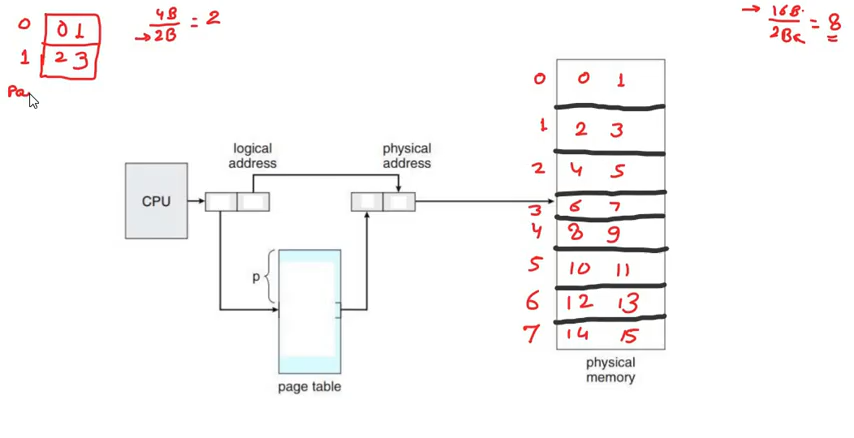 0 0 1
1 2 3
Pa
4B
→ 2B = 2
→ 16B
2B = 8
logical
address
physical
address
CPU
p
page table
0 0 1
1 2 3
2 4 5
3 6 7
4 8 9
5 10 11
6 12 13
7 14 15
physical
memory